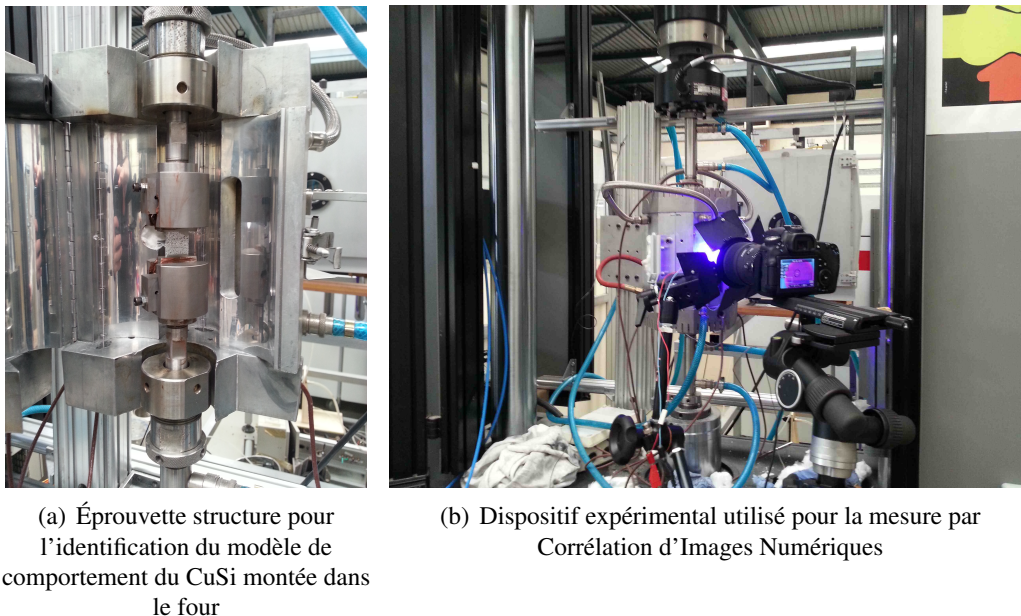 (a) Éprouvette structure pour
l'identification du modèle de
comportement du CuSi montée dans
le four
(b) Dispositif expérimental utilisé pour la mesure par
Corrélation d'Images Numériques